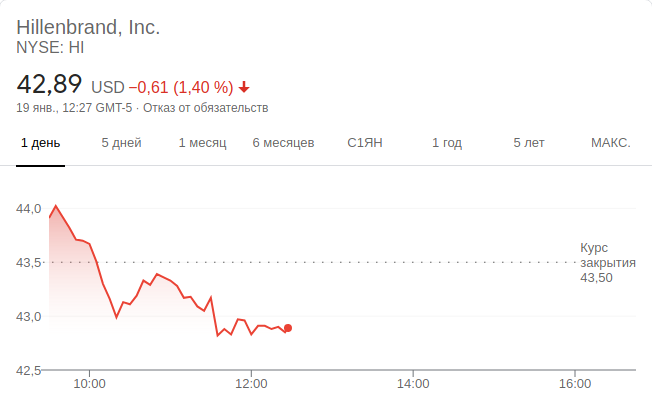 Hillenbrand, Inc.
NYSE: HI
42,89 USD −0,61 (1,40 %)
19 янв., 12:27 GMT-5 · Отказ от обязательств
1 день 5 дней 1 месяц 6 месяцев С1ЯН 1 год 5 лет МАКС.
44,0
43,5
43,0
42,5
Курс
закрытия
43,50
10:00 12:00 14:00 16:00